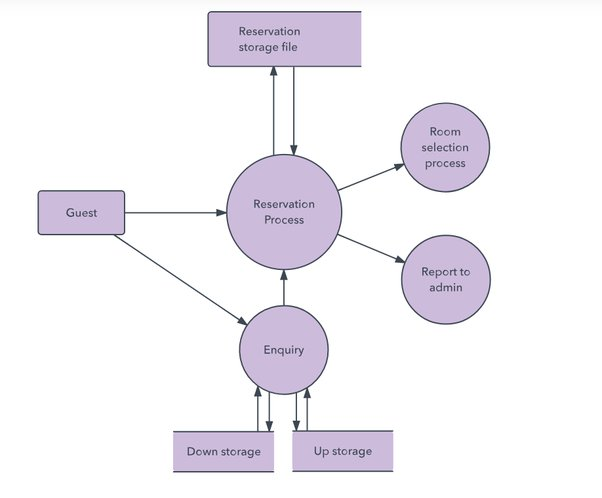 Reservation
storage file
Room
selection
process
Reservation
Process
Guest
Report to
admin
Enquiry
Down storage
Up storage